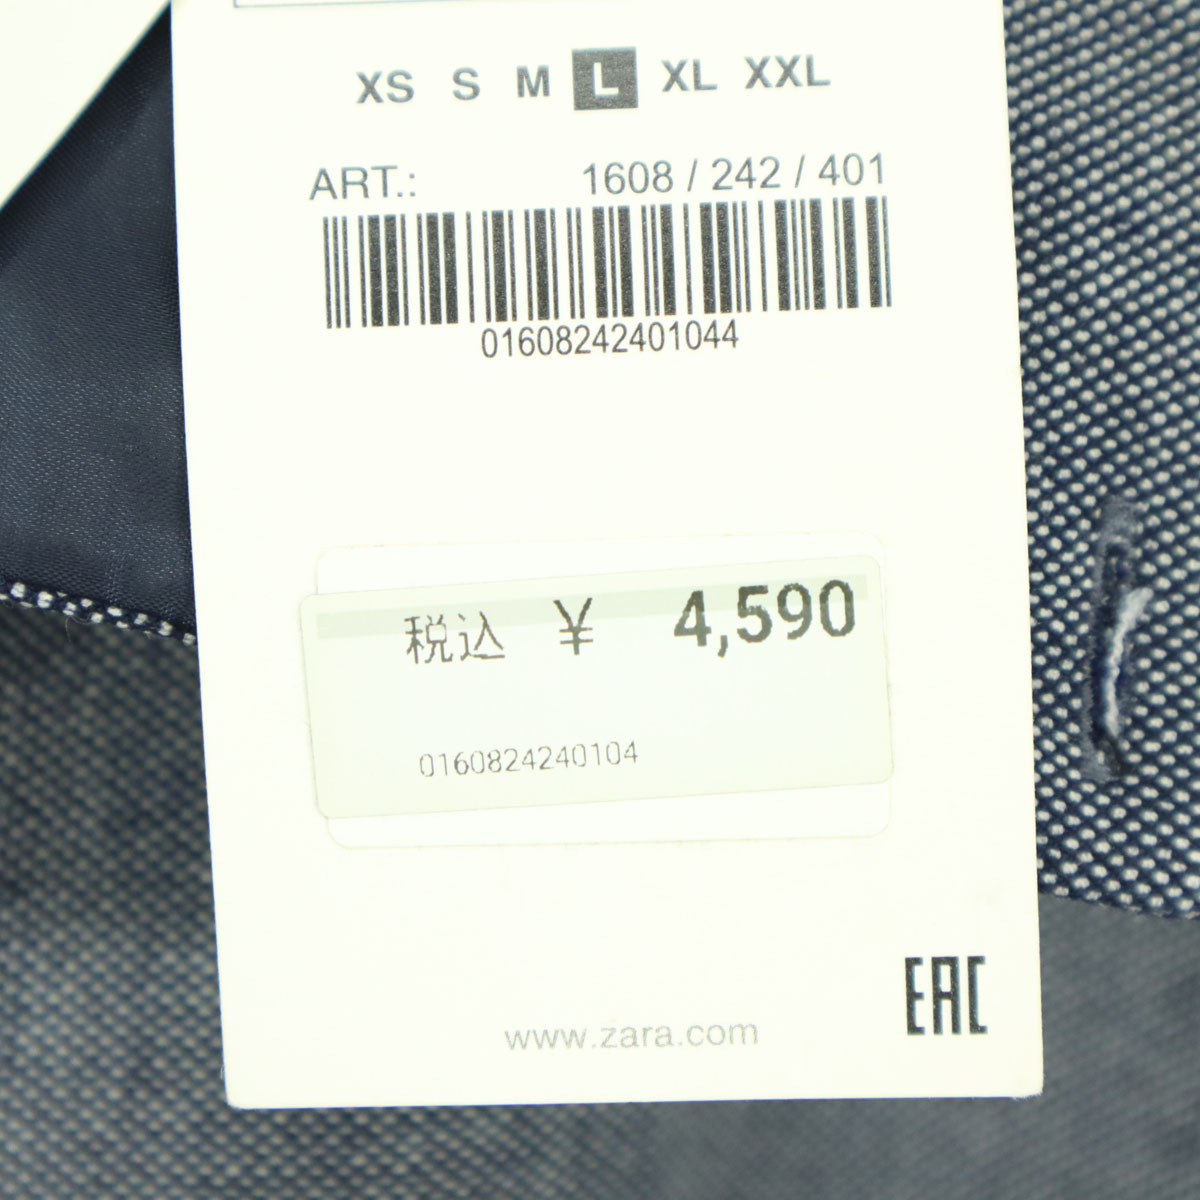 XS S M L XL XXL
ART.: 1608 / 242 / 401
01608242401044
税込 ¥ 4,590
0160824240104
EAC
www.zara.com